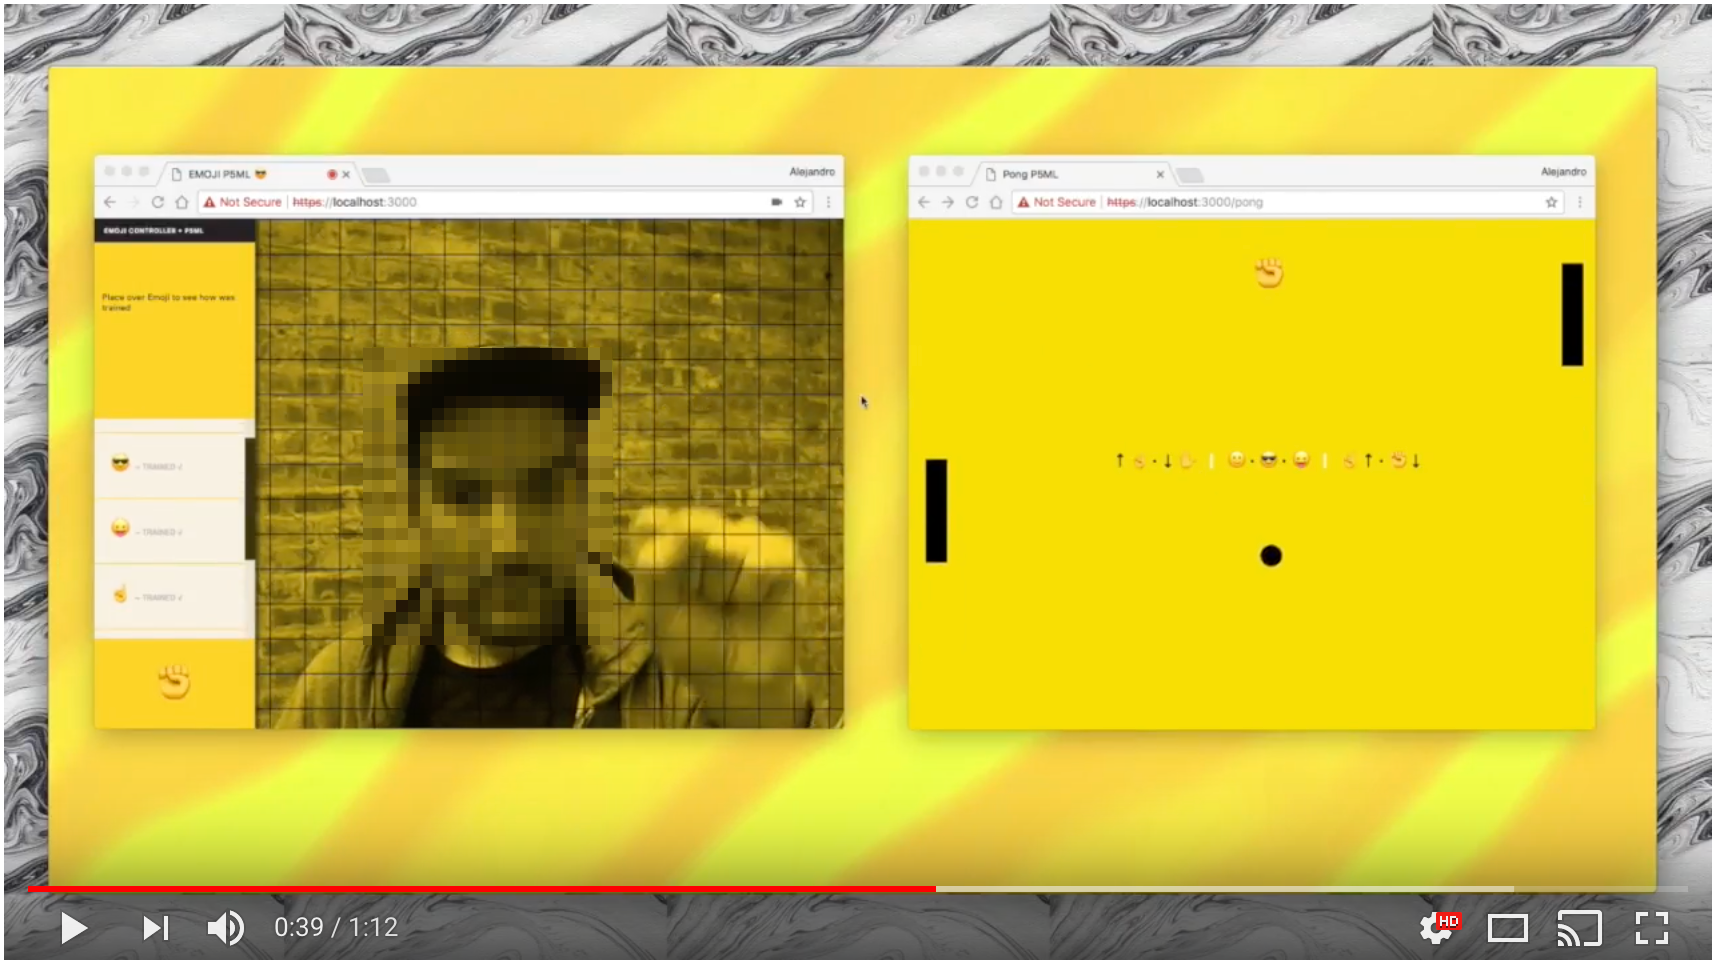 EMOJI P5ML 😎
Alejandro
Not Secure | https://localhost:3000
EMOJI CONTROLLER + P5ML
Place over Emoji to see how was
trained
😎 – TRAINED √
😜 – TRAINED √
☝ – TRAINED √
Pong P5ML
Alejandro
Not Secure | https://localhost:3000/pong
0:39 / 1:12
HD